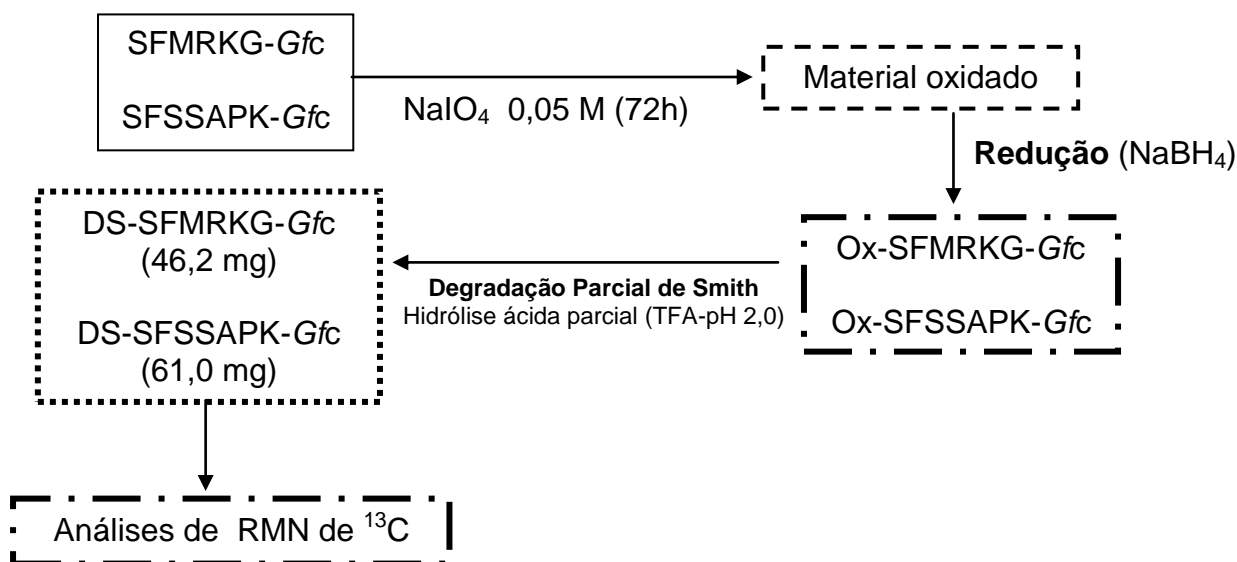 SFMRKG-Gfc
SFSSAPK-Gfc
NaIO₄ 0,05 M (72h)
Material oxidado
Redução (NaBH₄)
Ox-SFMRKG-Gfc
Ox-SFSSAPK-Gfc
Degradação Parcial de Smith
Hidrólise ácida parcial (TFA-pH 2,0)
DS-SFMRKG-Gfc
(46,2 mg)
DS-SFSSAPK-Gfc
(61,0 mg)
Análises de RMN de ¹³C